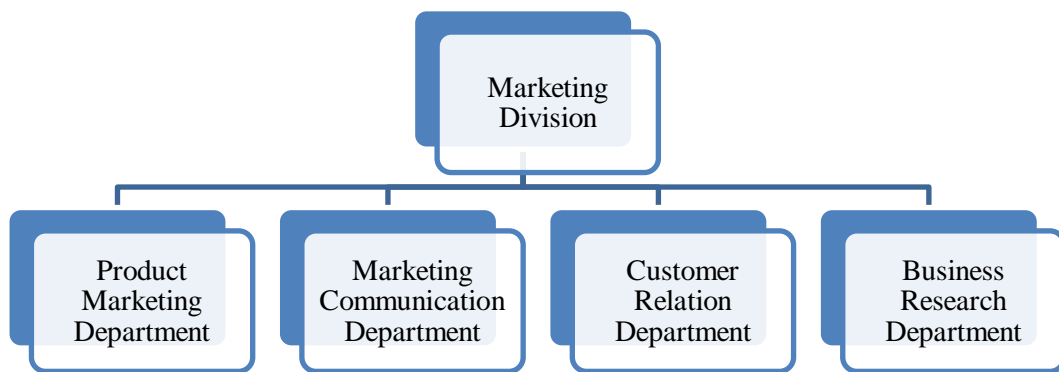 Marketing
Division
Product
Marketing
Department
Marketing
Communication
Department
Customer
Relation
Department
Business
Research
Department